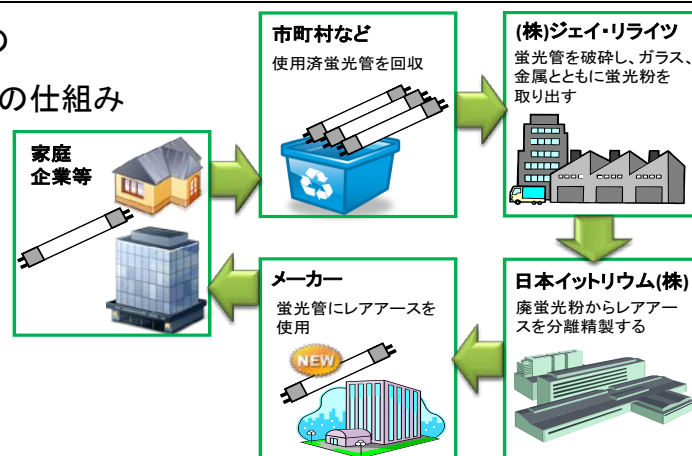 の
の仕組み
家庭
企業等
市町村など
使用済蛍光管を回収
(株)ジェイ・リライツ
蛍光管を破砕し、ガラス、
金属とともに蛍光粉を
取り出す
日本イットリウム(株)
廃蛍光粉からレアアー
スを分離精製する
メーカー
蛍光管にレアアースを
使用
NEW